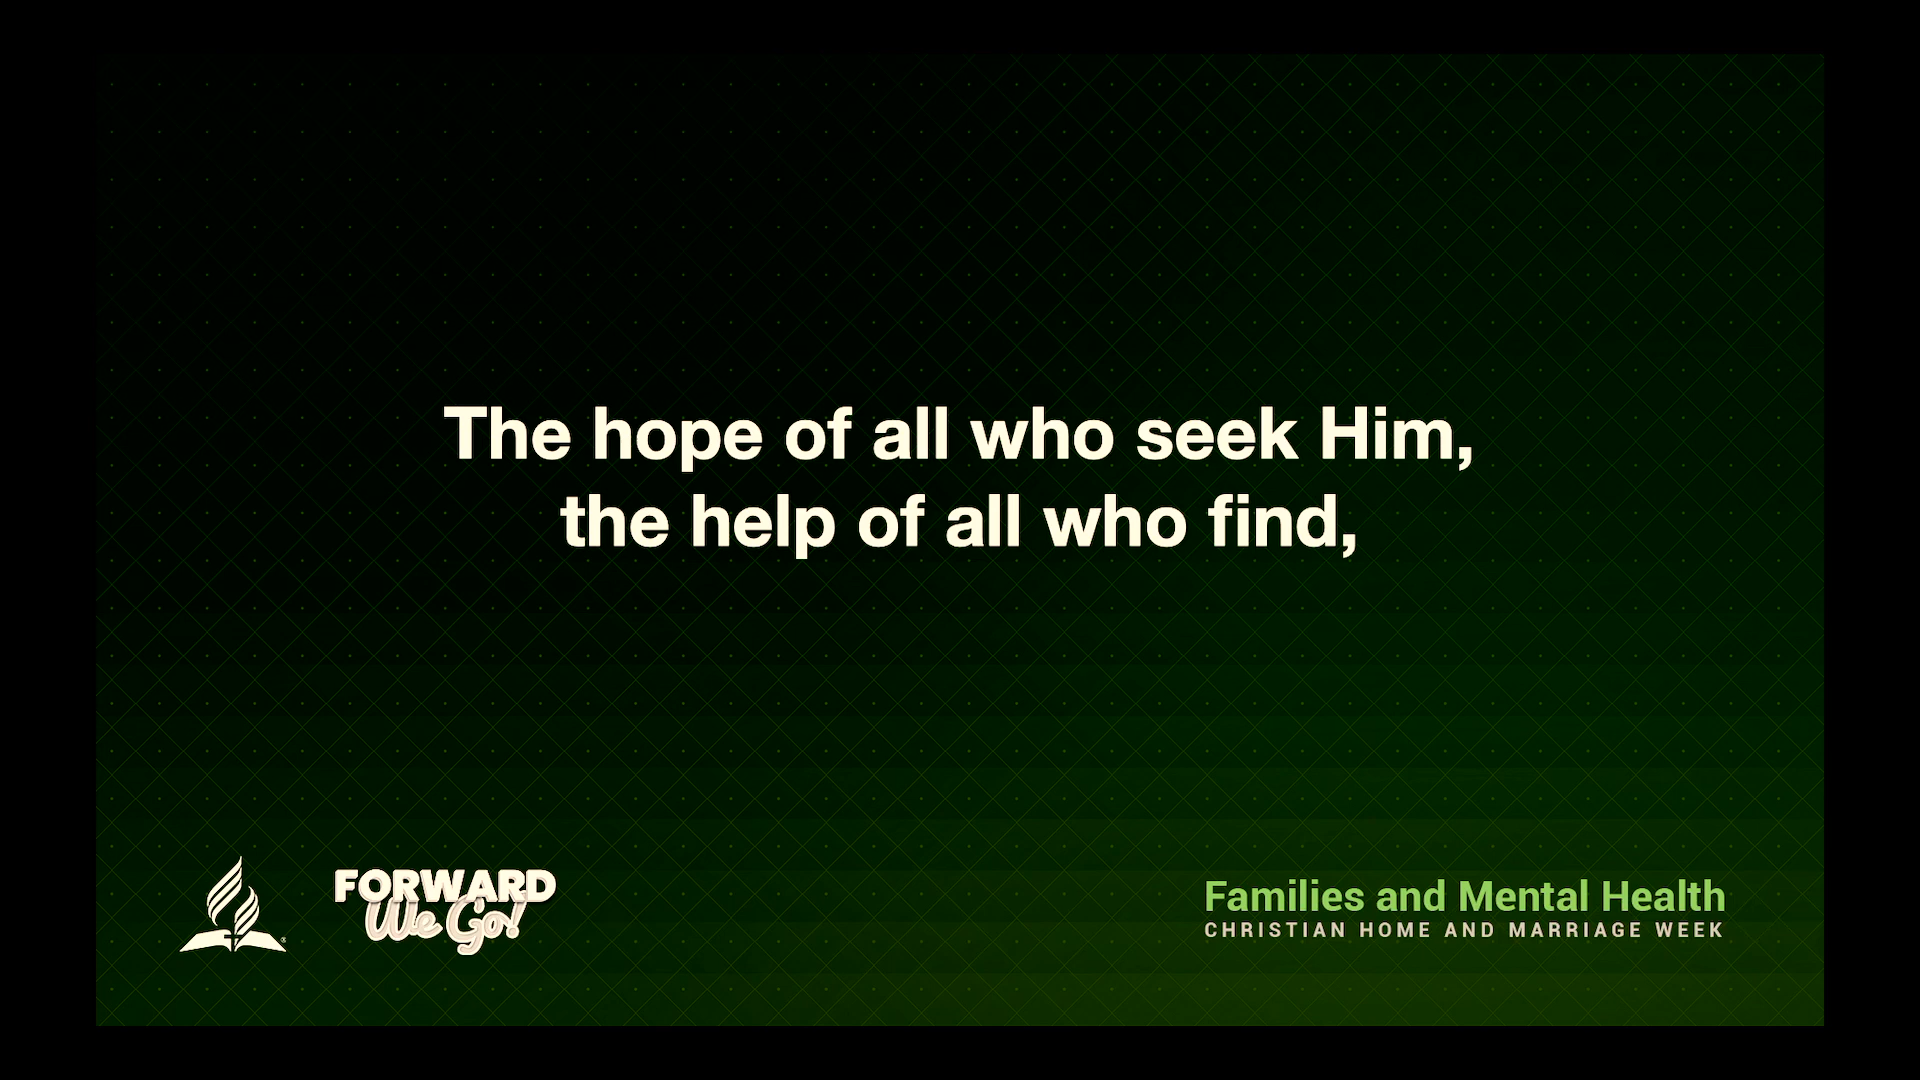 The hope of all who seek Him,
the help of all who find,
FORWARD
We Go!
Families and Mental Health
CHRISTIAN HOME AND MARRIAGE WEEK